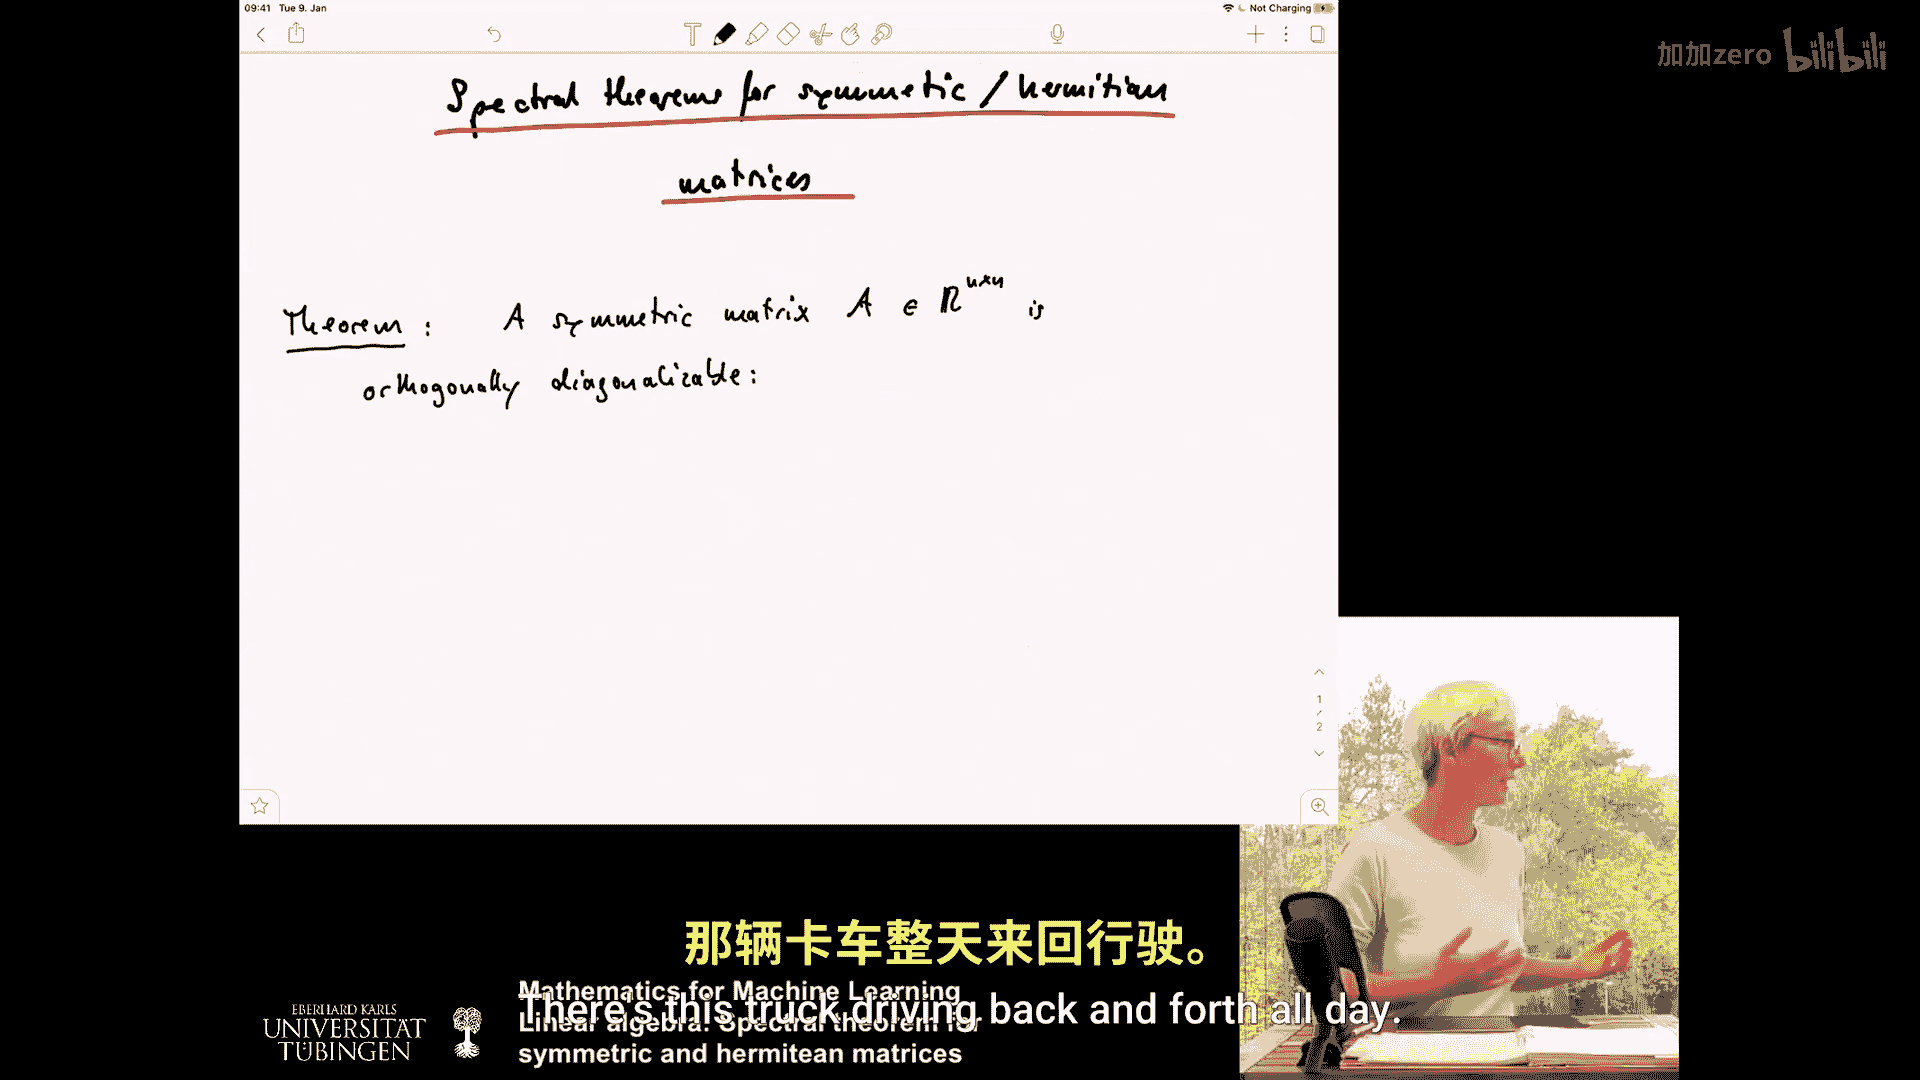 09:41 Tue 9. Jan
Not Charging
加加zero bilibili
T
Spectral theorems for symmetric / hermitian
matrices
Theorem : A symmetric matrix A ∈ ℝⁿˣⁿ is
orthogonally diagonalizable:
1
/
2
那辆卡车整天来回行驶。
There's this truck driving back and forth all day.
EBERHARD KARLS
UNIVERSITÄT
TÜBINGEN
Mathematics for Machine Learning
Linear algebra: Spectral theorem for
symmetric and hermitean matrices